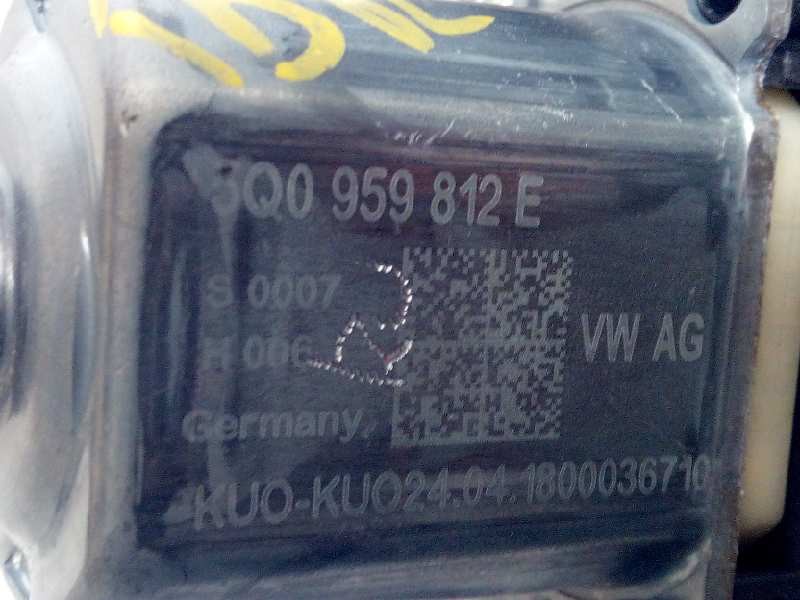 5Q0 959 812 E
S 0007
H 006
VW AG
Germany
KUO-KUO24.04.1800036710